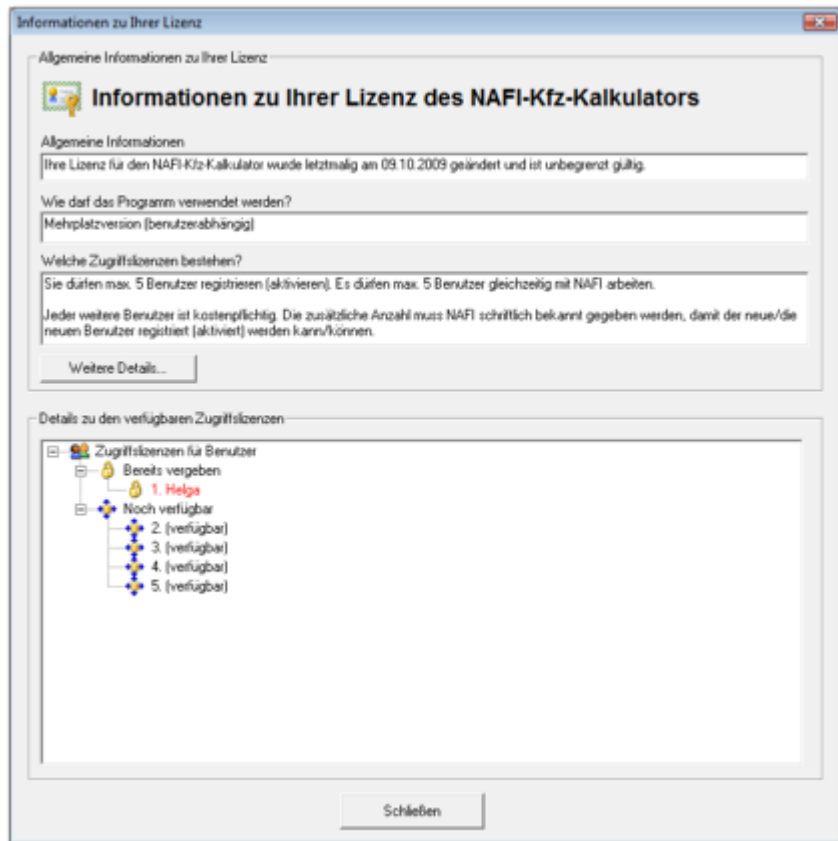 Informationen zu Ihrer Lizenz
Allgemeine Informationen zu Ihrer Lizenz
Informationen zu Ihrer Lizenz des NAFI-Kfz-Kalkulators
Allgemeine Informationen
Ihre Lizenz für den NAFI-Kfz-Kalkulator wurde letztmalig am 09.10.2009 geändert und ist unbegrenzt gültig.
Wie darf das Programm verwendet werden?
Mehrplatzversion (benutzerabhängig)
Welche Zugriffslizenzen bestehen?
Sie dürfen max. 5 Benutzer registrieren (aktivieren). Es dürfen max. 5 Benutzer gleichzeitig mit NAFI arbeiten.
Jeder weitere Benutzer ist kostenpflichtig. Die zusätzliche Anzahl muss NAFI schriftlich bekannt gegeben werden, damit der neue/die
neuen Benutzer registriert (aktiviert) werden kann/können.
Weitere Details...
Details zu den verfügbaren Zugriffslizenzen
Zugriffslizenzen für Benutzer
Bereits vergeben
1. Helga
Noch verfügbar
2. (verfügbar)
3. (verfügbar)
4. (verfügbar)
5. (verfügbar)
Schließen